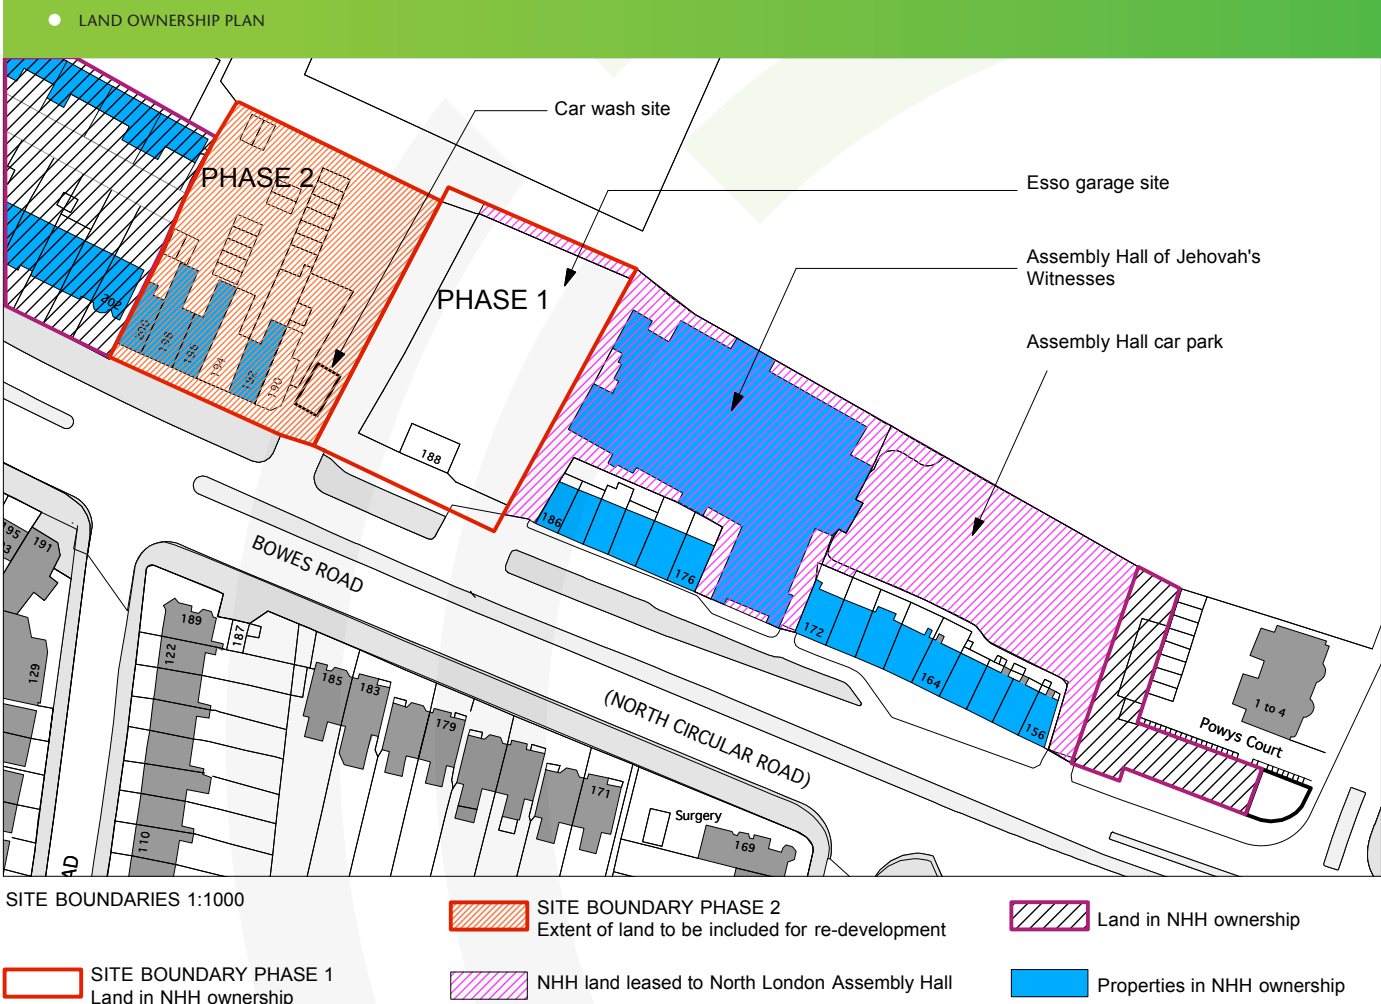 LAND OWNERSHIP PLAN
Car wash site
PHASE 2
Esso garage site
Assembly Hall of Jehovah's
Witnesses
PHASE 1
Assembly Hall car park
202
200
198
196
194
192
190
188
186
176
172
164
156
BOWES ROAD
(NORTH CIRCULAR ROAD)
195
193
191
189
187
122
129
185
183
179
171
110
Surgery
169
1 to 4
Powys Court
SITE BOUNDARIES 1:1000
SITE BOUNDARY PHASE 2
Extent of land to be included for re-development
Land in NHH ownership
SITE BOUNDARY PHASE 1
Land in NHH ownership
NHH land leased to North London Assembly Hall
Properties in NHH ownership